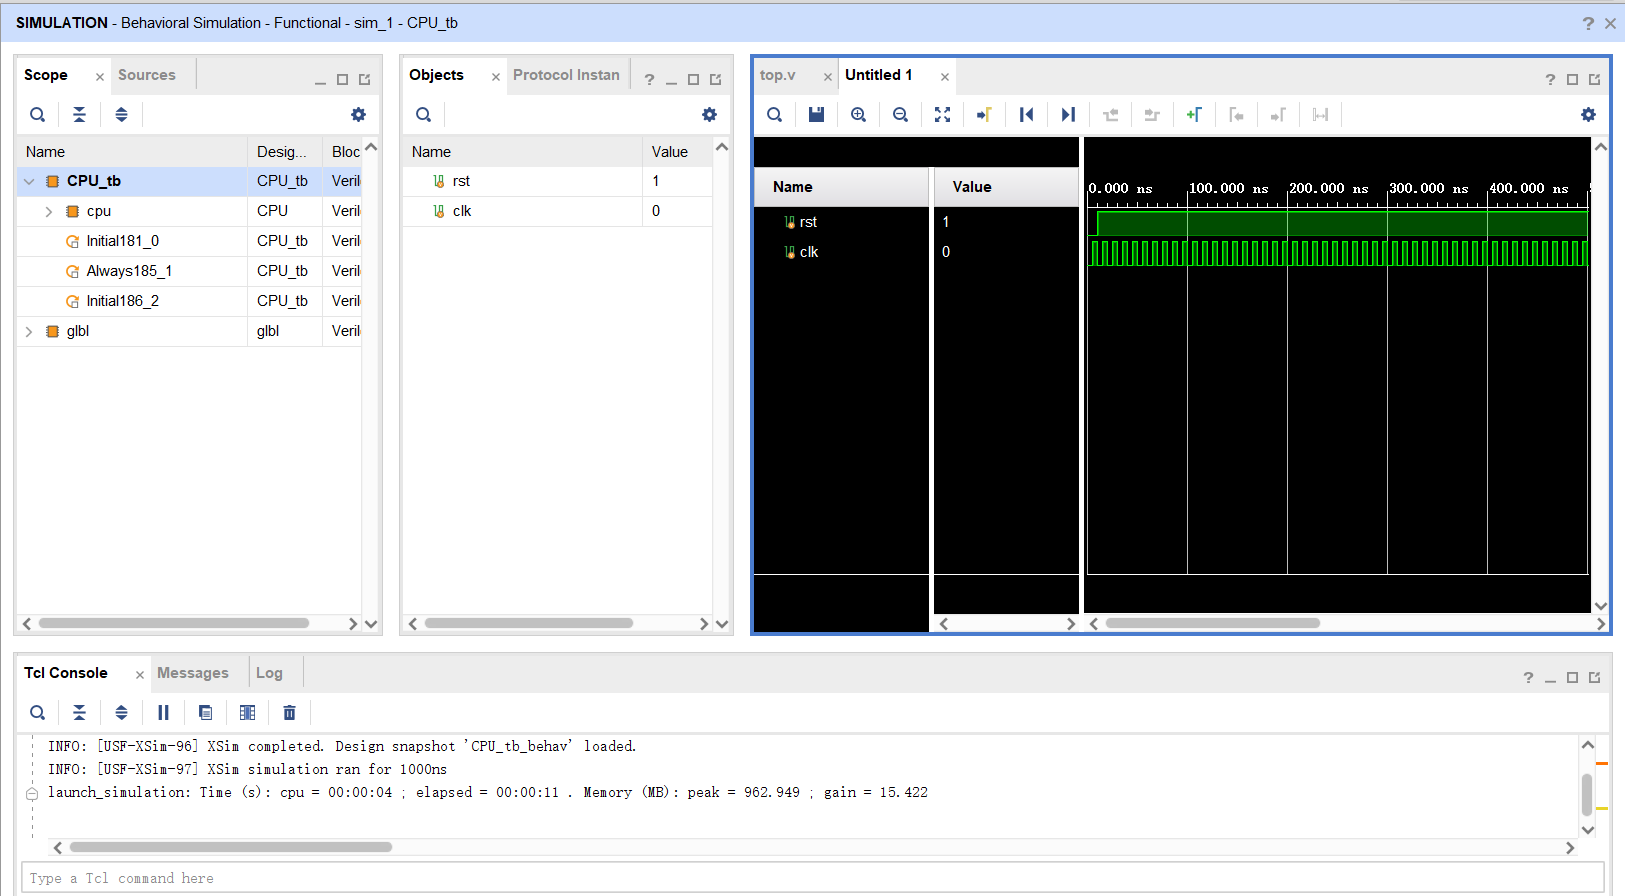 SIMULATION - Behavioral Simulation - Functional - sim_1 - CPU_tb
Scope
Sources
Name Desig... Bloc
CPU_tb CPU_tb Veril
cpu CPU Veril
Initial181_0 CPU_tb Veril
Always185_1 CPU_tb Veril
Initial186_2 CPU_tb Veril
glbl glbl Veril
Objects
Protocol Instan
Name Value
rst 1
clk 0
top.v
Untitled 1
Name Value
rst 1
clk 0
0.000 ns 100.000 ns 200.000 ns 300.000 ns 400.000 ns
Tcl Console
Messages
Log
INFO: [USF-XSim-96] XSim completed. Design snapshot 'CPU_tb_behav' loaded.
INFO: [USF-XSim-97] XSim simulation ran for 1000ns
launch_simulation: Time (s): cpu = 00:00:04 ; elapsed = 00:00:11 . Memory (MB): peak = 962.949 ; gain = 15.422
Type a Tcl command here